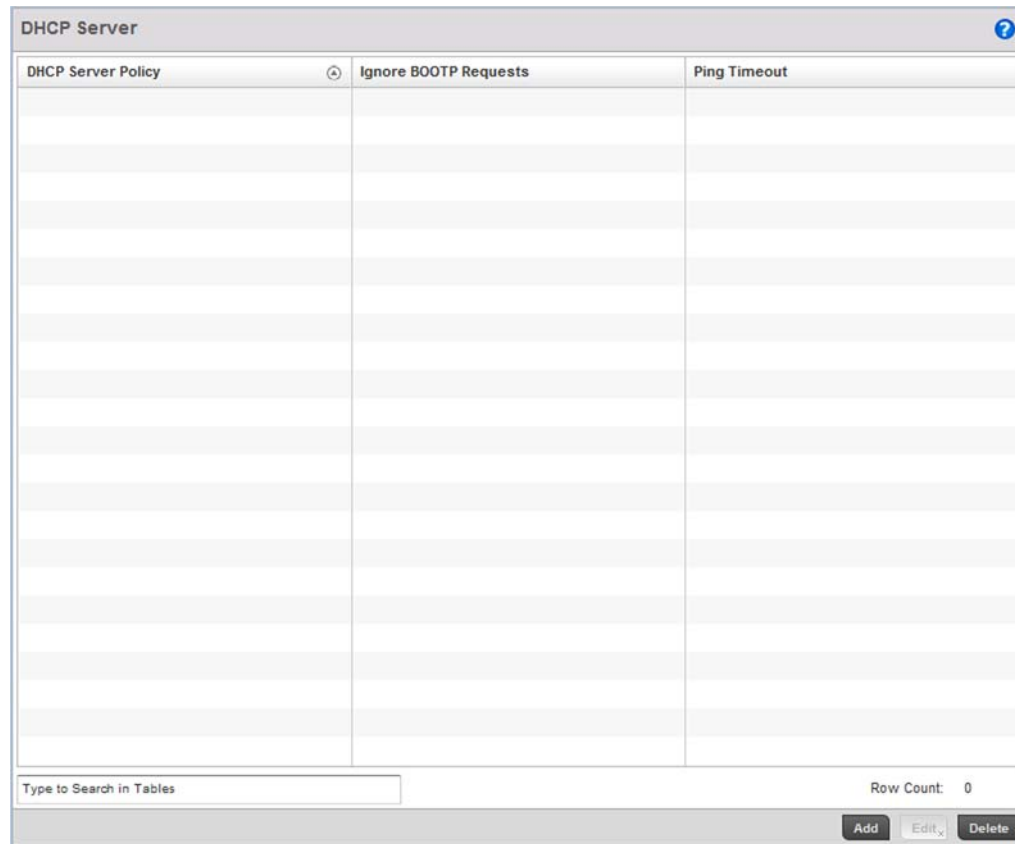 DHCP Server
DHCP Server Policy Ignore BOOTP Requests Ping Timeout
Type to Search in Tables Row Count: 0
Add Edit Delete